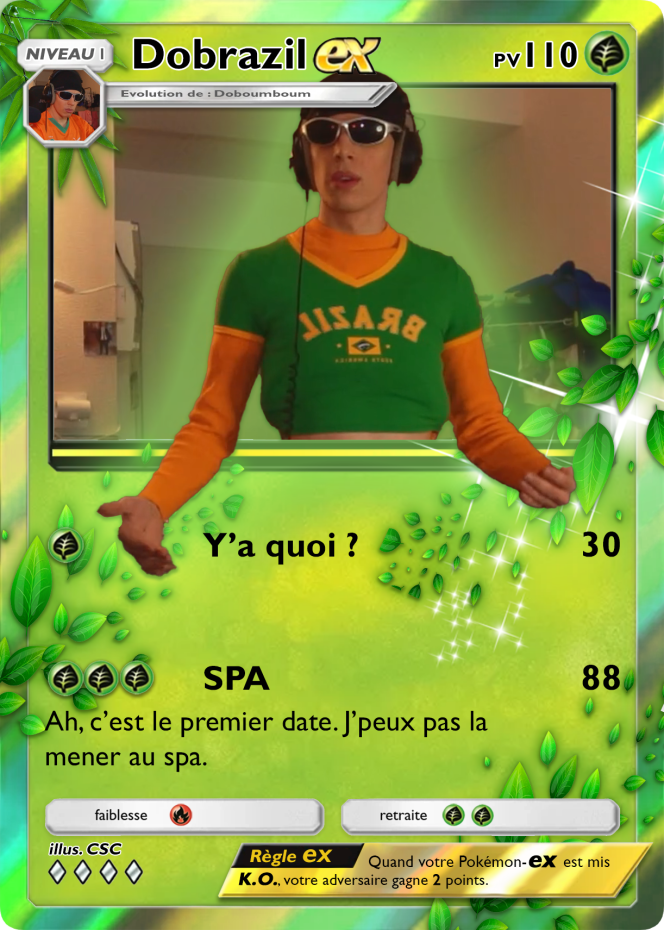 NIVEAU 1
Dobrazil ex
PV110
Evolution de : Doboumboum
BRAZIL
Y'a quoi ?
30
SPA
88
Ah, c'est le premier date. J'peux pas la
mener au spa.
faiblesse
retraite
illus. CSC
Règle ex
Quand votre Pokémon-ex est mis
K.O., votre adversaire gagne 2 points.